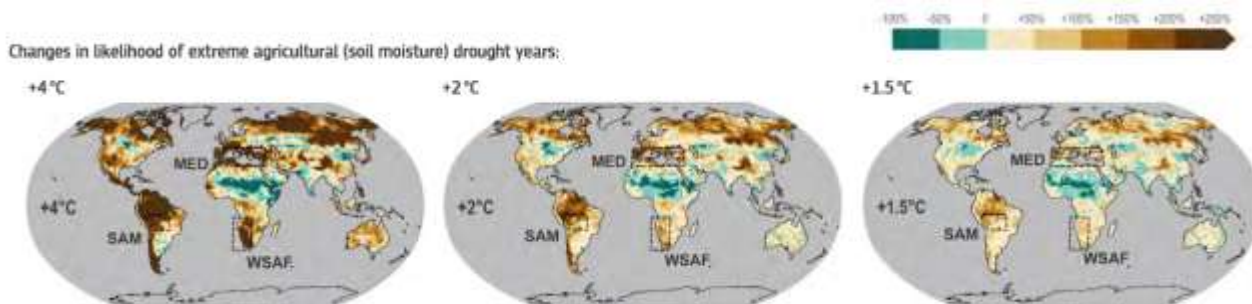 -100% -50% 0 +50% +100% +150% +200% +250%
Changes in likelihood of extreme agricultural (soil moisture) drought years:
+4°C +2°C +1.5°C
MED MED MED
+4°C +2°C +1.5°C
SAM SAM SAM
WSAF WSAF WSAF